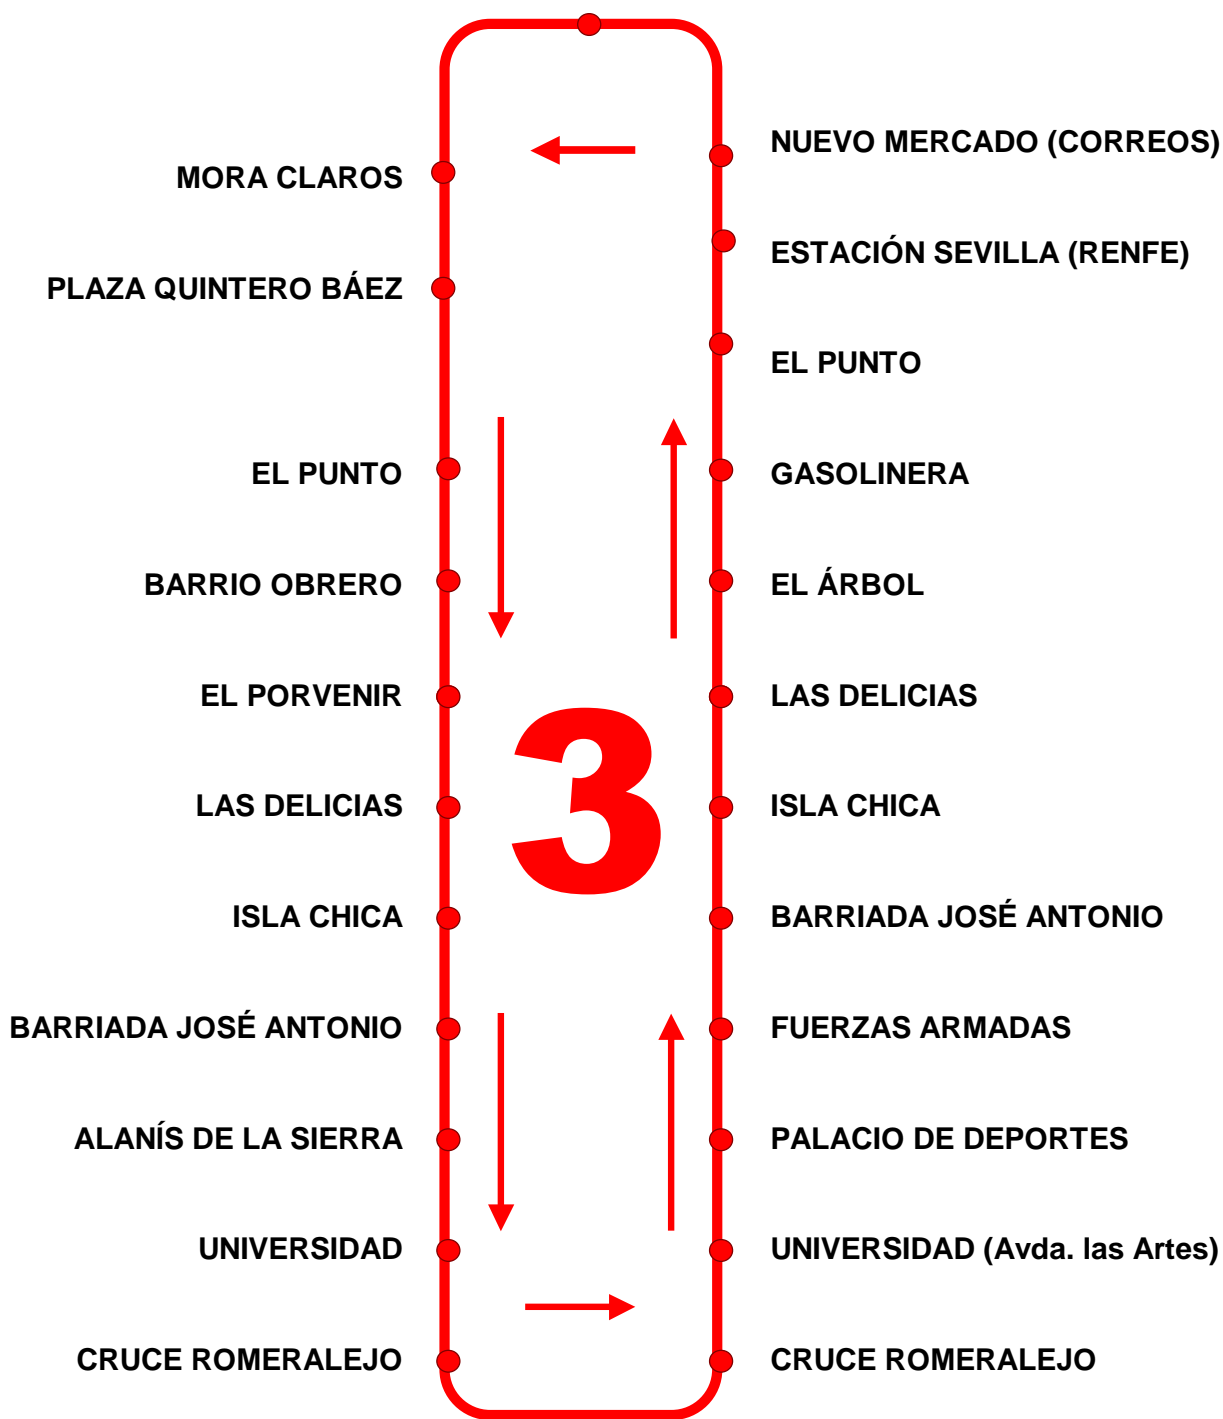 NUEVO MERCADO (CORREOS)
MORA CLAROS
ESTACIÓN SEVILLA (RENFE)
PLAZA QUINTERO BÁEZ
EL PUNTO
EL PUNTO
GASOLINERA
BARRIO OBRERO
EL ÁRBOL
EL PORVENIR
LAS DELICIAS
3
LAS DELICIAS
ISLA CHICA
ISLA CHICA
BARRIADA JOSÉ ANTONIO
BARRIADA JOSÉ ANTONIO
FUERZAS ARMADAS
ALANÍS DE LA SIERRA
PALACIO DE DEPORTES
UNIVERSIDAD
UNIVERSIDAD (Avda. las Artes)
CRUCE ROMERALEJO
CRUCE ROMERALEJO